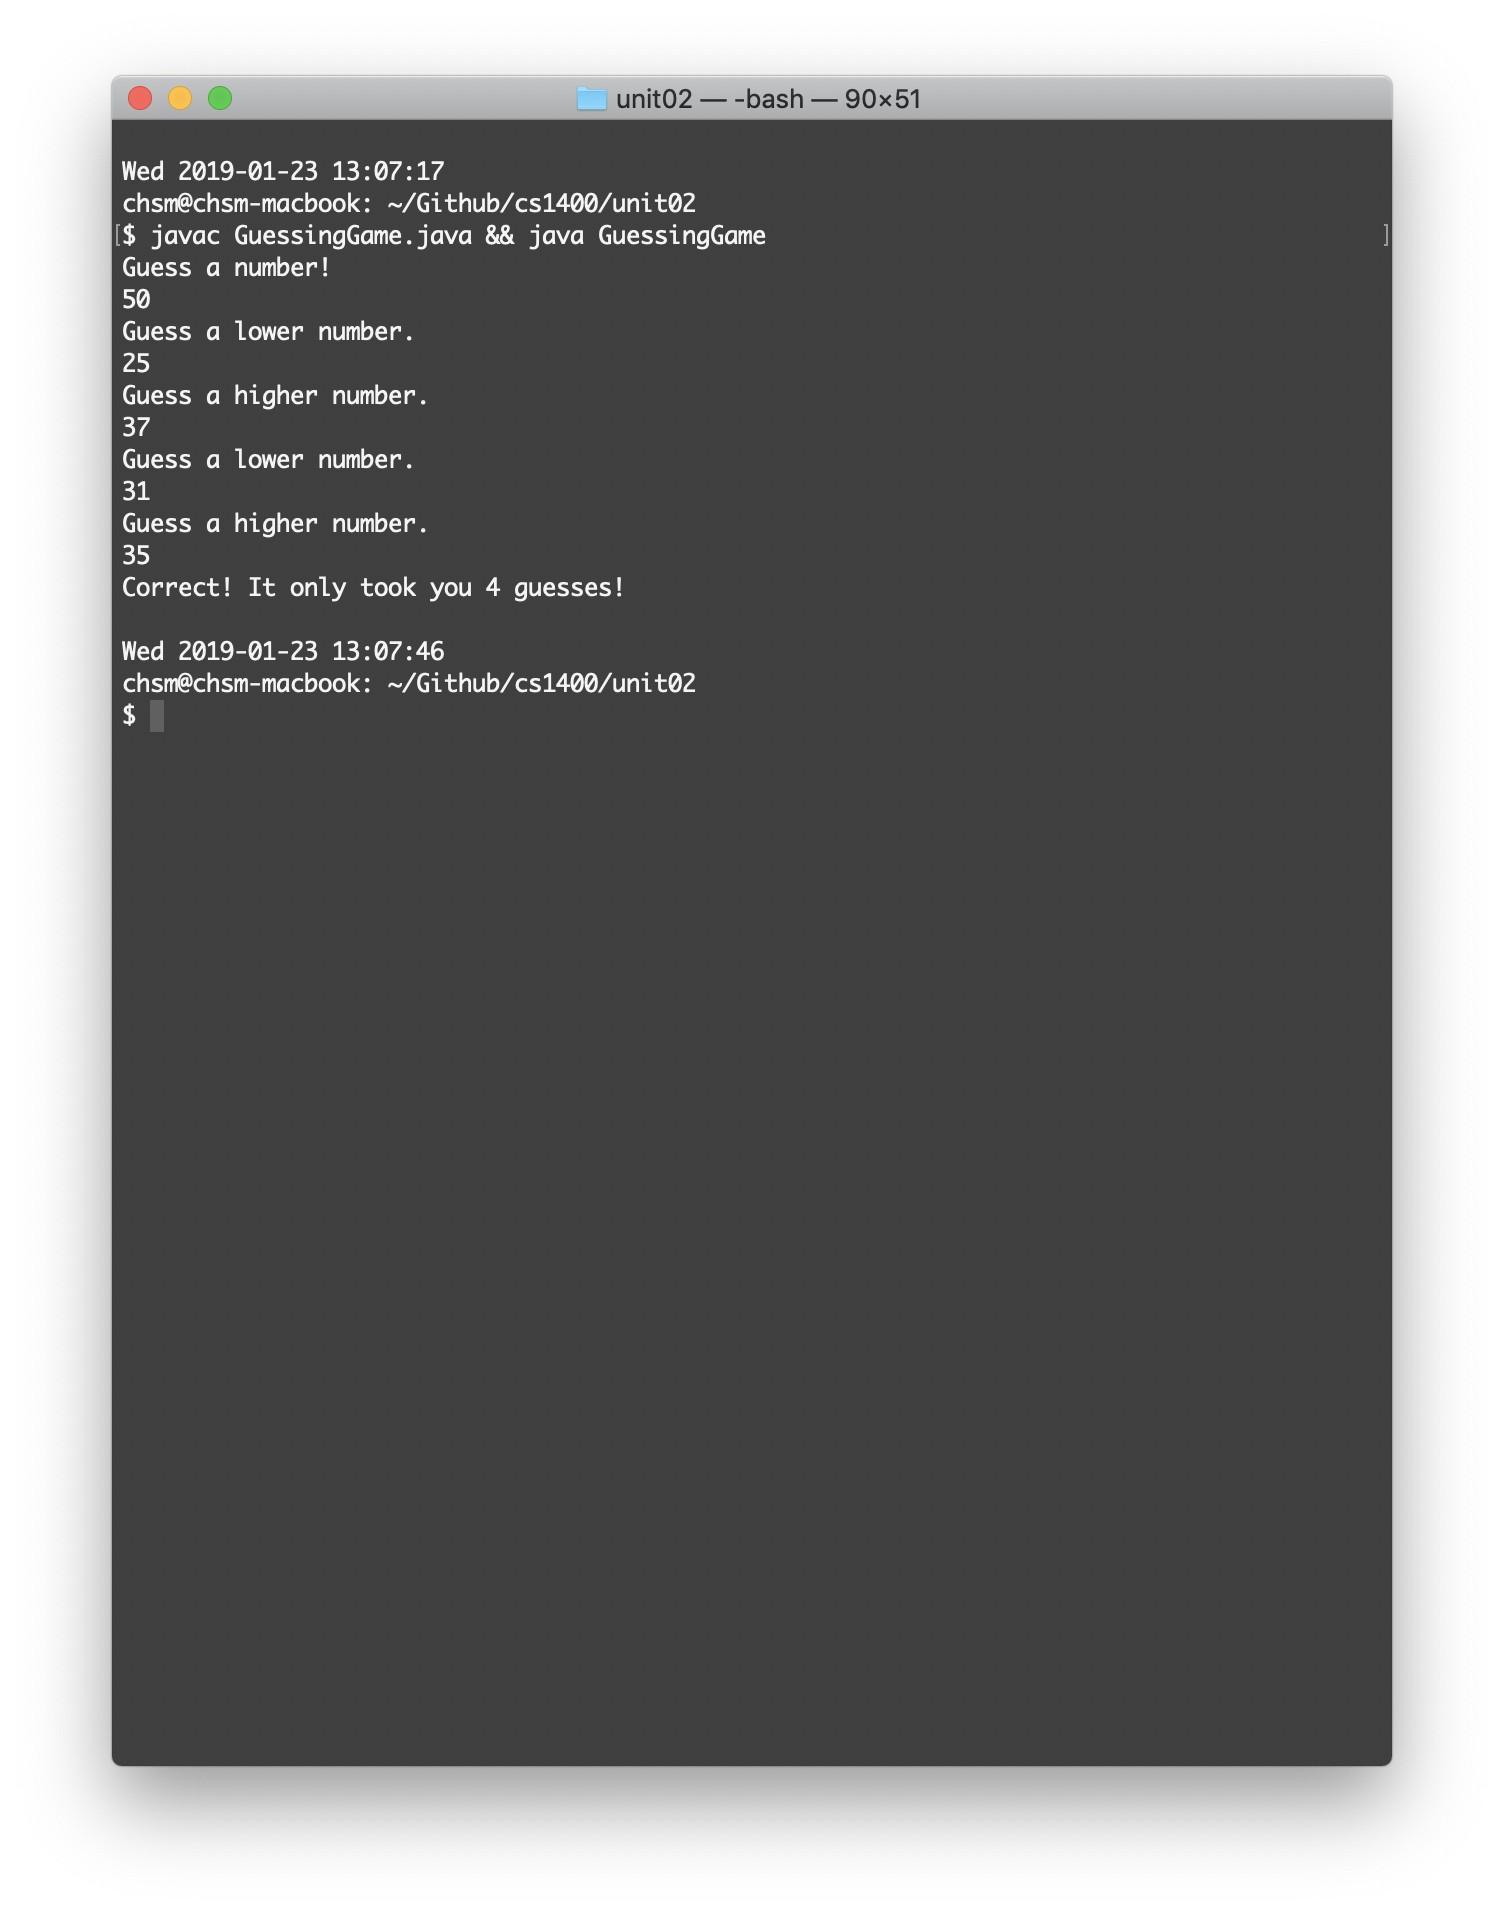 unit02 — -bash — 90×51
Wed 2019-01-23 13:07:17
chsm@chsm-macbook: ~/Github/cs1400/unit02
[$ javac GuessingGame.java && java GuessingGame ]
Guess a number!
50
Guess a lower number.
25
Guess a higher number.
37
Guess a lower number.
31
Guess a higher number.
35
Correct! It only took you 4 guesses!
Wed 2019-01-23 13:07:46
chsm@chsm-macbook: ~/Github/cs1400/unit02
$